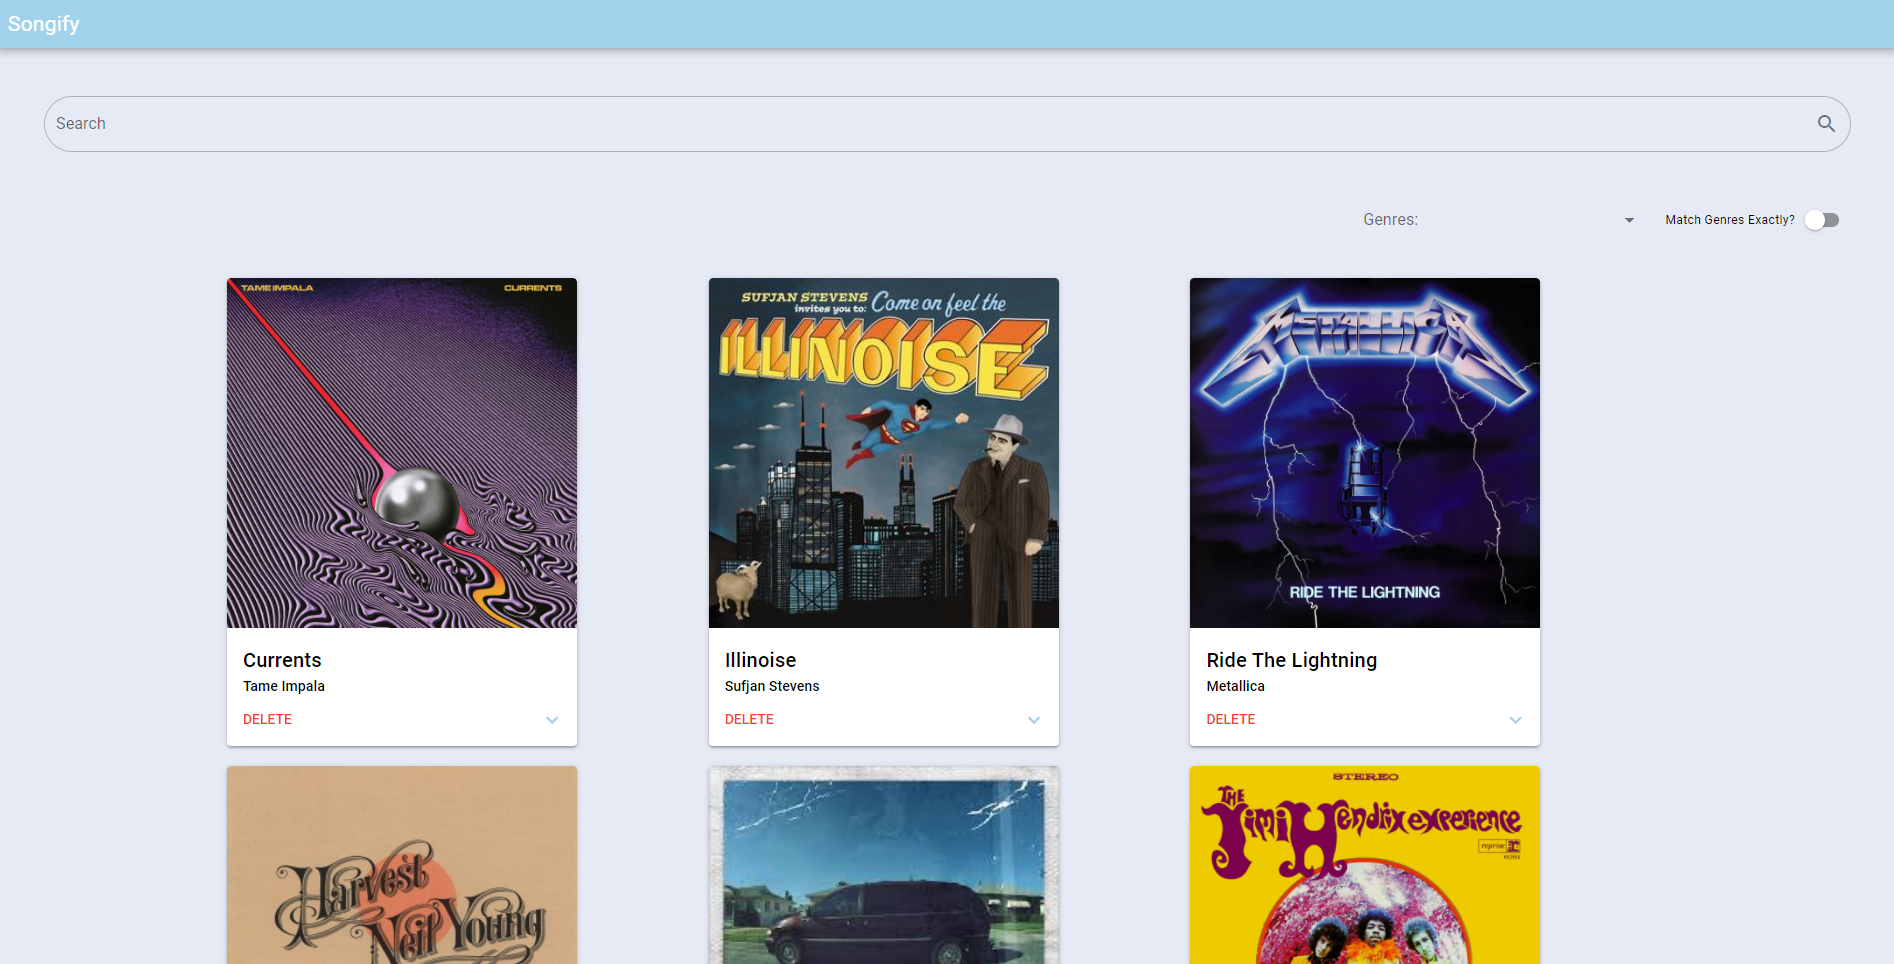 Songify
Search
Genres:
Match Genres Exactly?
TAME IMPALA
CURRENTS
SUFJAN STEVENS
invites you to:
Come on feel the
ILLINOISE
METALLICA
RIDE THE LIGHTNING
Currents
Tame Impala
DELETE
Illinoise
Sufjan Stevens
DELETE
Ride The Lightning
Metallica
DELETE
Harvest
Neil Young
STEREO
THE
Jimi Hendrix experience
reprise